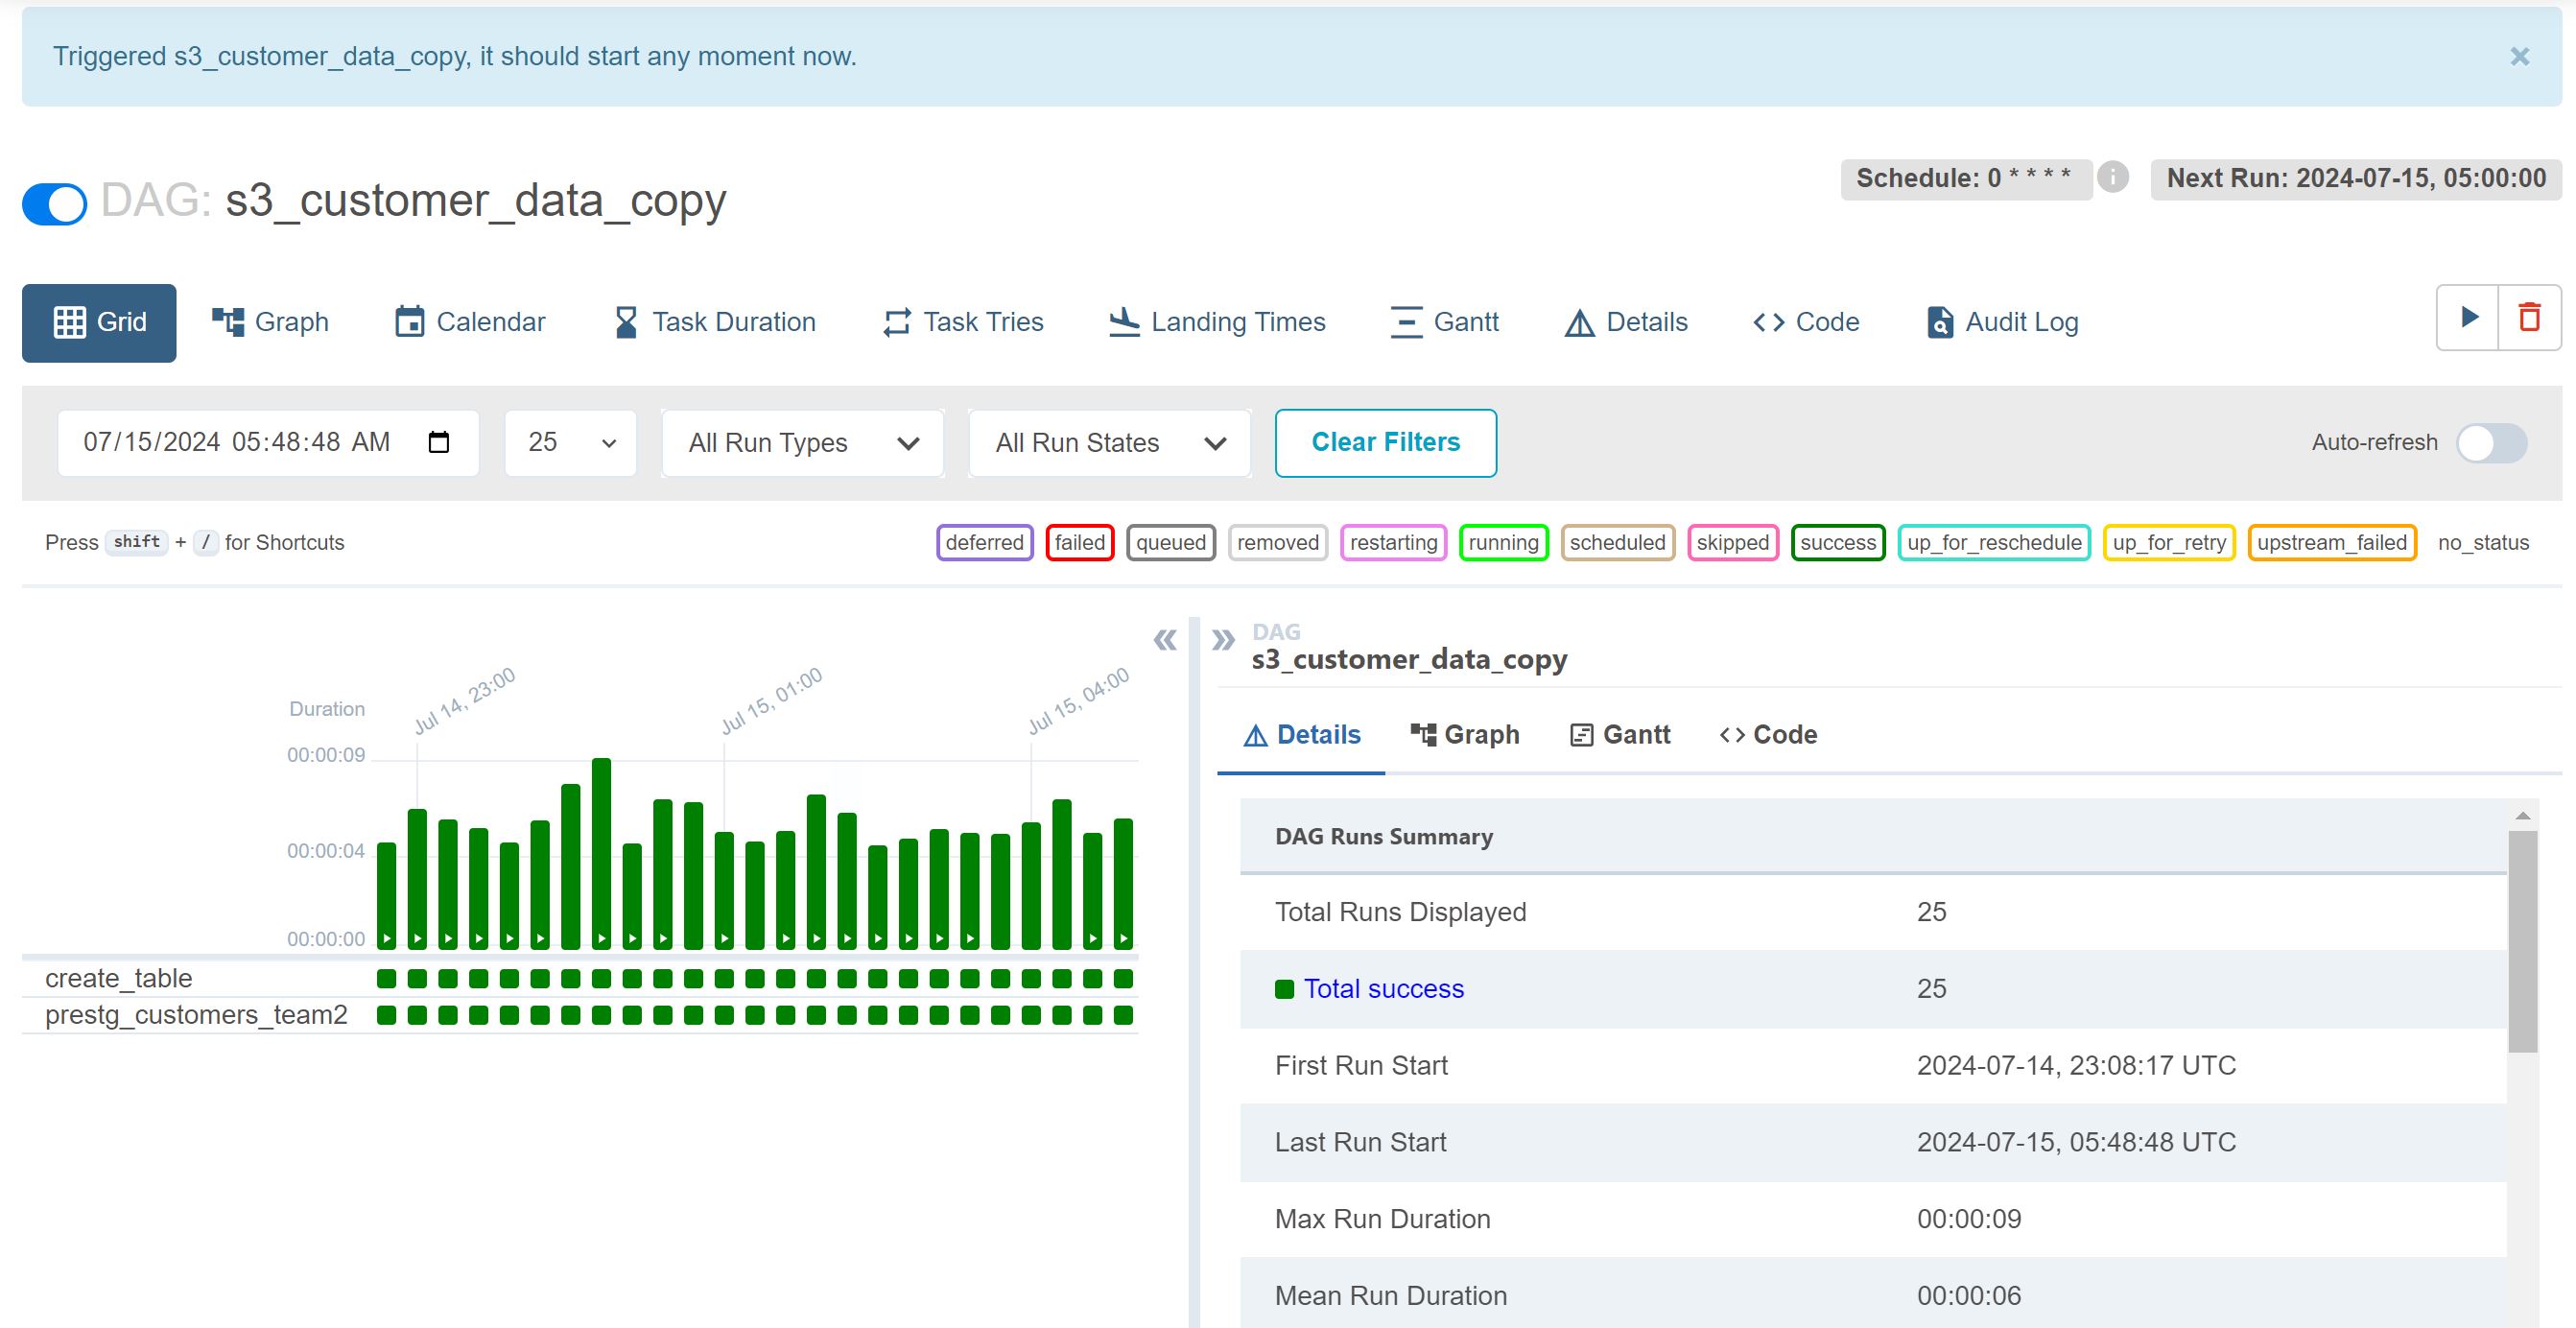 Triggered s3_customer_data_copy, it should start any moment now.
×
DAG: s3_customer_data_copy
Schedule: 0 * * * *
i
Next Run: 2024-07-15, 05:00:00
Grid
Graph
Calendar
Task Duration
Task Tries
Landing Times
Gantt
Details
<> Code
Audit Log
07/15/2024 05:48:48 AM
25
All Run Types
All Run States
Clear Filters
Auto-refresh
Press shift + / for Shortcuts
deferred
failed
queued
removed
restarting
running
scheduled
skipped
success
up_for_reschedule
up_for_retry
upstream_failed
no_status
Duration
Jul 14, 23:00
Jul 15, 01:00
Jul 15, 04:00
00:00:09
00:00:04
00:00:00
create_table
prestg_customers_team2
DAG
s3_customer_data_copy
Details
Graph
Gantt
<> Code
DAG Runs Summary
Total Runs Displayed 25
Total success 25
First Run Start 2024-07-14, 23:08:17 UTC
Last Run Start 2024-07-15, 05:48:48 UTC
Max Run Duration 00:00:09
Mean Run Duration 00:00:06